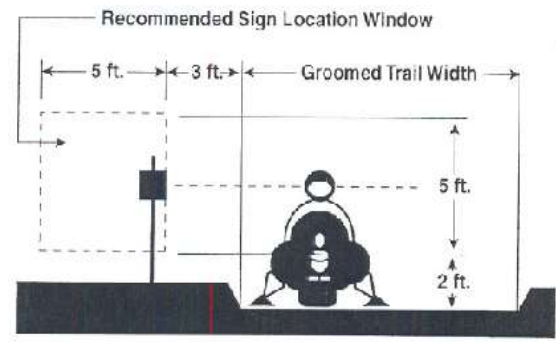 Recommended Sign Location Window
5 ft.
3 ft.
Groomed Trail Width
5 ft.
2 ft.